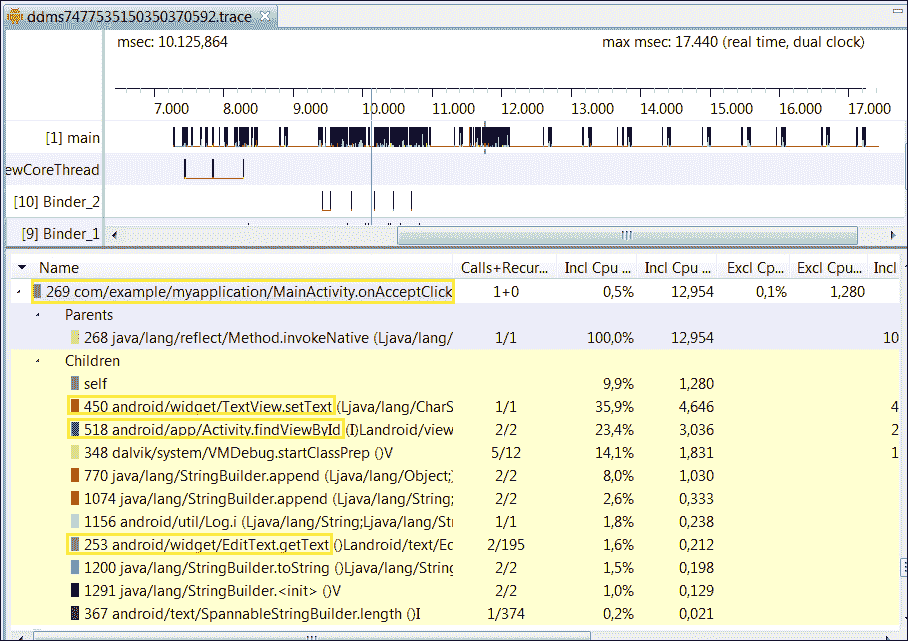 ddms7477535150350370592.trace
msec: 10.125,864 max msec: 17.440 (real time, dual clock)
7.000 8.000 9.000 10.000 11.000 12.000 13.000 14.000 15.000 16.000 17.000
[1] main
ewCoreThread
[10] Binder_2
[9] Binder_1
Name Calls+Recur... Incl Cpu ... Incl Cpu ... Excl Cp... Excl Cpu... Incl
269 com/example/myapplication/MainActivity.onAcceptClick 1+0 0,5% 12,954 0,1% 1,280
Parents
268 java/lang/reflect/Method.invokeNative (Ljava/lang/ 1/1 100,0% 12,954 10
Children
self 9,9% 1,280
450 android/widget/TextView.setText (Ljava/lang/CharS 1/1 35,9% 4,646 4
518 android/app/Activity.findViewById (I)Landroid/view 2/2 23,4% 3,036 2
348 dalvik/system/VMDebug.startClassPrep ()V 5/12 14,1% 1,831 1
770 java/lang/StringBuilder.append (Ljava/lang/Object; 2/2 8,0% 1,030
1074 java/lang/StringBuilder.append (Ljava/lang/String; 2/2 2,6% 0,333
1156 android/util/Log.i (Ljava/lang/String;Ljava/lang/Str 1/1 1,8% 0,238
253 android/widget/EditText.getText ()Landroid/text/Ed 2/195 1,6% 0,212
1200 java/lang/StringBuilder.toString ()Ljava/lang/String 2/2 1,5% 0,198
1291 java/lang/StringBuilder.<init> ()V 2/2 1,0% 0,129
367 android/text/SpannableStringBuilder.length ()I 1/374 0,2% 0,021